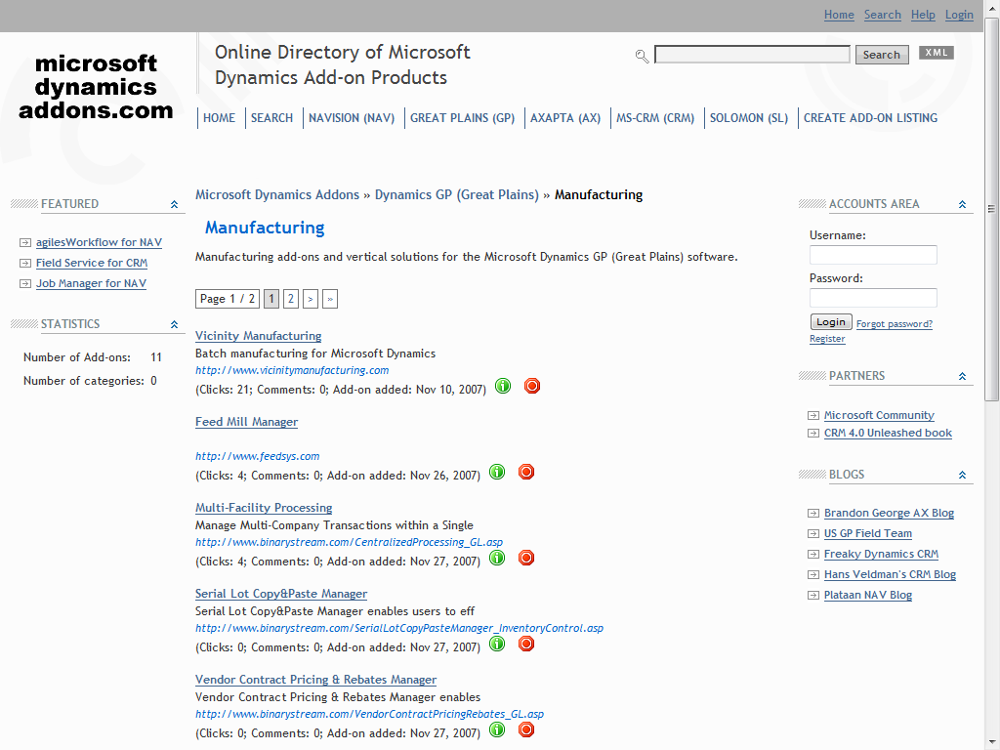 Home Search Help Login
microsoft
dynamics
addons.com
Online Directory of Microsoft
Dynamics Add-on Products
Search
XML
HOME SEARCH NAVISION (NAV) GREAT PLAINS (GP) AXAPTA (AX) MS-CRM (CRM) SOLOMON (SL) CREATE ADD-ON LISTING
FEATURED
agilesWorkflow for NAV
Field Service for CRM
Job Manager for NAV
STATISTICS
Number of Add-ons: 11
Number of categories: 0
Microsoft Dynamics Addons » Dynamics GP (Great Plains) » Manufacturing
Manufacturing
Manufacturing add-ons and vertical solutions for the Microsoft Dynamics GP (Great Plains) software.
Page 1 / 2 1 2 > »
Vicinity Manufacturing
Batch manufacturing for Microsoft Dynamics
http://www.vicinitymanufacturing.com
(Clicks: 21; Comments: 0; Add-on added: Nov 10, 2007)
Feed Mill Manager
http://www.feedsys.com
(Clicks: 4; Comments: 0; Add-on added: Nov 26, 2007)
Multi-Facility Processing
Manage Multi-Company Transactions within a Single
http://www.binarystream.com/CentralizedProcessing_GL.asp
(Clicks: 4; Comments: 0; Add-on added: Nov 27, 2007)
Serial Lot Copy&Paste Manager
Serial Lot Copy&Paste Manager enables users to eff
http://www.binarystream.com/SerialLotCopyPasteManager_InventoryControl.asp
(Clicks: 0; Comments: 0; Add-on added: Nov 27, 2007)
Vendor Contract Pricing & Rebates Manager
Vendor Contract Pricing & Rebates Manager enables
http://www.binarystream.com/VendorContractPricingRebates_GL.asp
(Clicks: 0; Comments: 0; Add-on added: Nov 27, 2007)
ACCOUNTS AREA
Username:
Password:
Login Forgot password?
Register
PARTNERS
Microsoft Community
CRM 4.0 Unleashed book
BLOGS
Brandon George AX Blog
US GP Field Team
Freaky Dynamics CRM
Hans Veldman's CRM Blog
Plataan NAV Blog